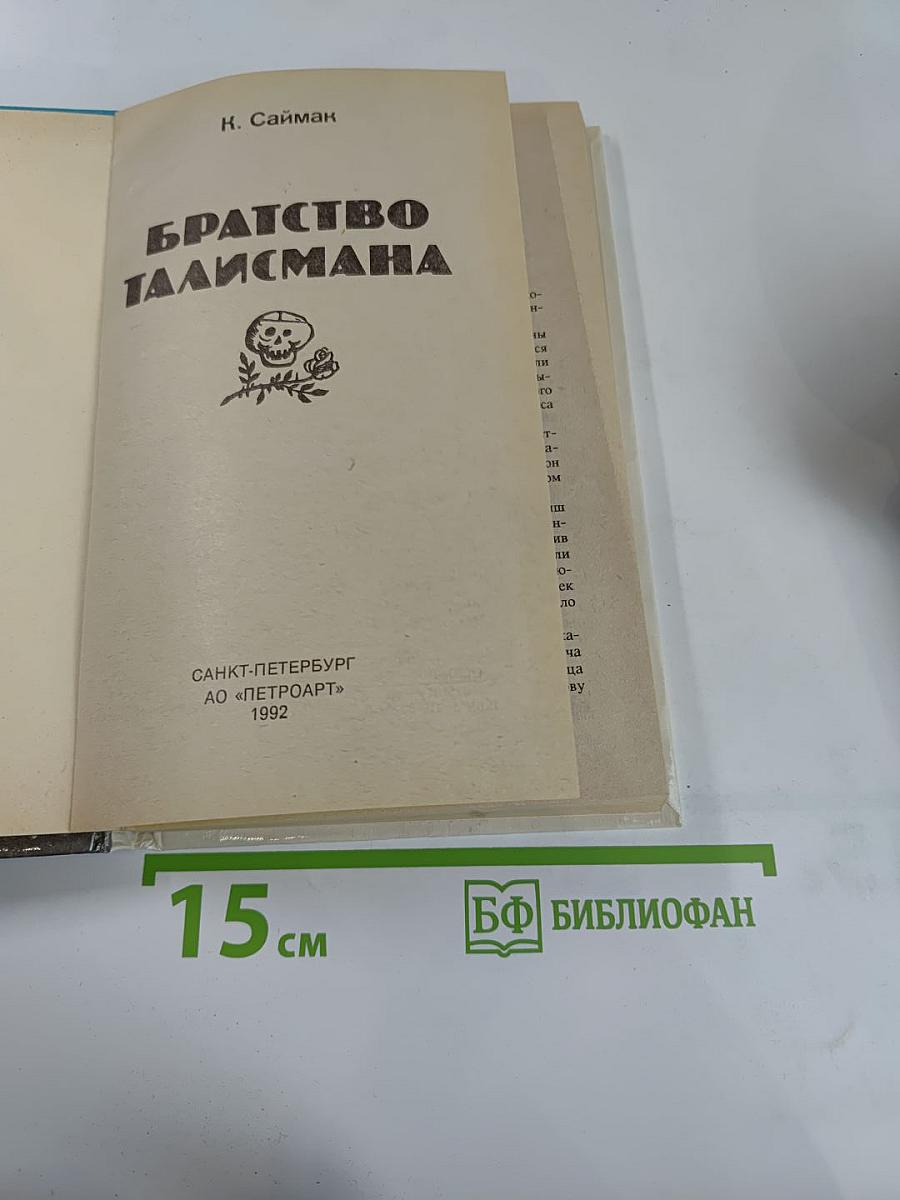 К. Саймак
БРАТСТВО
ТАЛИСМАНА
САНКТ-ПЕТЕРБУРГ
АО «ПЕТРОАРТ»
1992
15 см
БФ БИБЛИОФАН